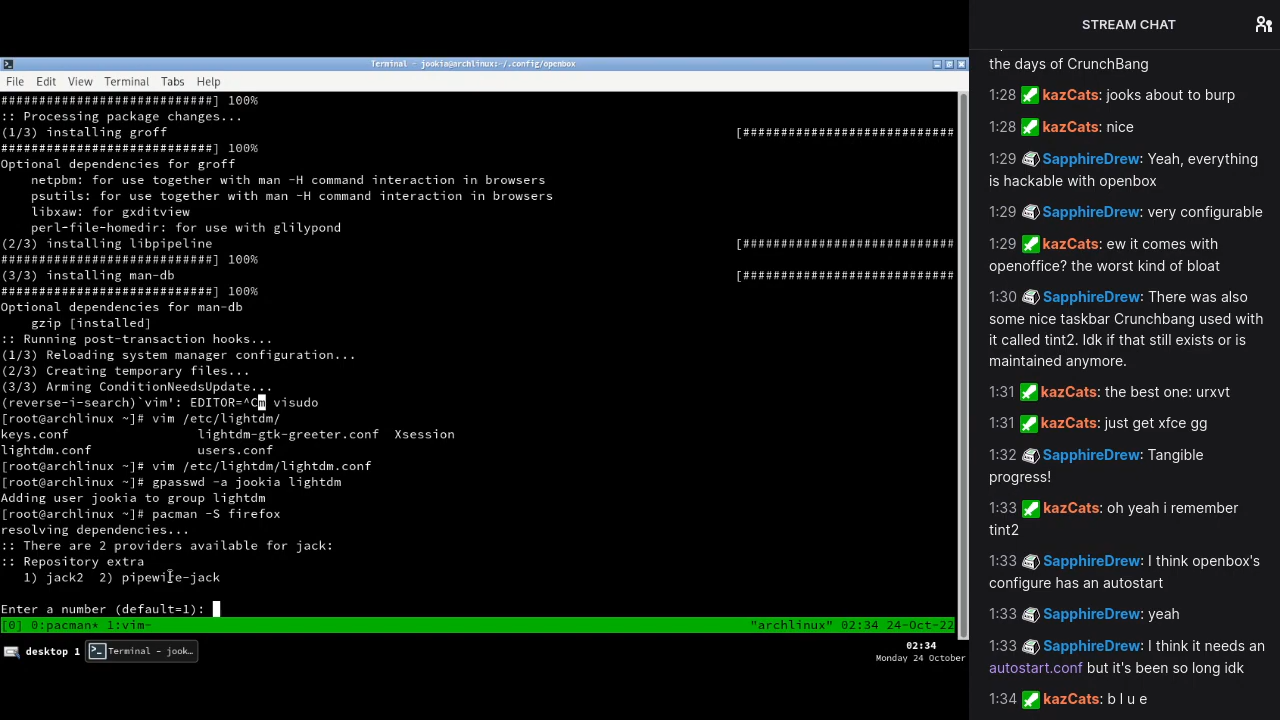 Terminal - jookia@archlinux:~/.config/openbox
File Edit View Terminal Tabs Help
############################] 100%
:: Processing package changes...
(1/3) installing groff [############################
############################] 100%
Optional dependencies for groff
netpbm: for use together with man -H command interaction in browsers
psutils: for use together with man -H command interaction in browsers
libxaw: for gxditview
perl-file-homedir: for use with glilypond
(2/3) installing libpipeline [############################
############################] 100%
(3/3) installing man-db [############################
############################] 100%
Optional dependencies for man-db
gzip [installed]
:: Running post-transaction hooks...
(1/3) Reloading system manager configuration...
(2/3) Creating temporary files...
(3/3) Arming ConditionNeedsUpdate...
(reverse-i-search)`vim': EDITOR=^Cm visudo
[root@archlinux ~]# vim /etc/lightdm/
keys.conf lightdm-gtk-greeter.conf Xsession
lightdm.conf users.conf
[root@archlinux ~]# vim /etc/lightdm/lightdm.conf
[root@archlinux ~]# gpasswd -a jookia lightdm
Adding user jookia to group lightdm
[root@archlinux ~]# pacman -S firefox
resolving dependencies...
:: There are 2 providers available for jack:
:: Repository extra
1) jack2 2) pipewire-jack
Enter a number (default=1):
[0] 0:pacman* 1:vim- "archlinux" 02:34 24-Oct-22
desktop 1 Terminal – jook...
02:34
Monday 24 October
STREAM CHAT
the days of CrunchBang
1:28 kazCats: jooks about to burp
1:28 kazCats: nice
1:29 SapphireDrew: Yeah, everything
is hackable with openbox
1:29 SapphireDrew: very configurable
1:29 kazCats: ew it comes with
openoffice? the worst kind of bloat
1:30 SapphireDrew: There was also
some nice taskbar Crunchbang used with
it called tint2. Idk if that still exists or is
maintained anymore.
1:31 kazCats: the best one: urxvt
1:31 kazCats: just get xfce gg
1:32 SapphireDrew: Tangible
progress!
1:33 kazCats: oh yeah i remember
tint2
1:33 SapphireDrew: I think openbox's
configure has an autostart
1:33 SapphireDrew: yeah
1:33 SapphireDrew: I think it needs an
autostart.conf but it's been so long idk
1:34 kazCats: b l u e